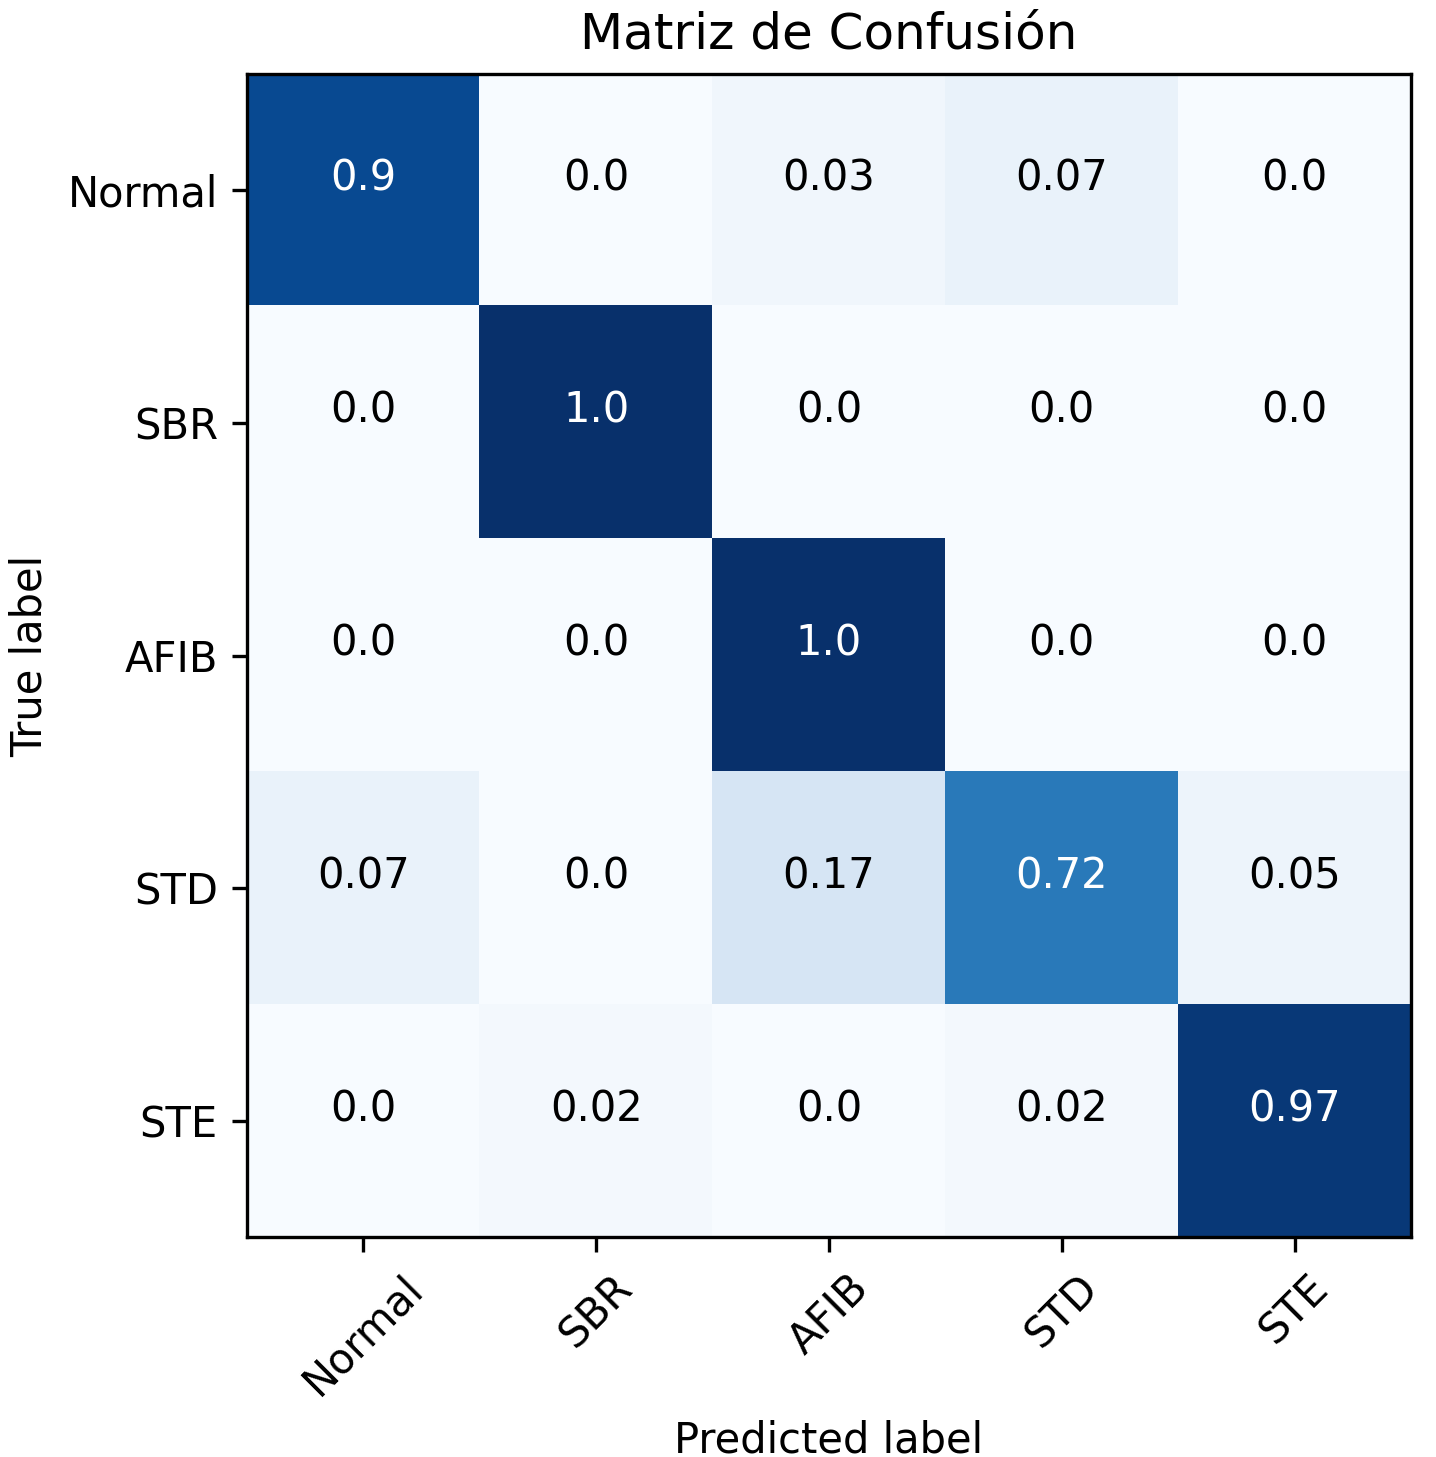 Matriz de Confusión
True label
Normal 0.9 0.0 0.03 0.07 0.0
SBR 0.0 1.0 0.0 0.0 0.0
AFIB 0.0 0.0 1.0 0.0 0.0
STD 0.07 0.0 0.17 0.72 0.05
STE 0.0 0.02 0.0 0.02 0.97
Normal SBR AFIB STD STE
Predicted label